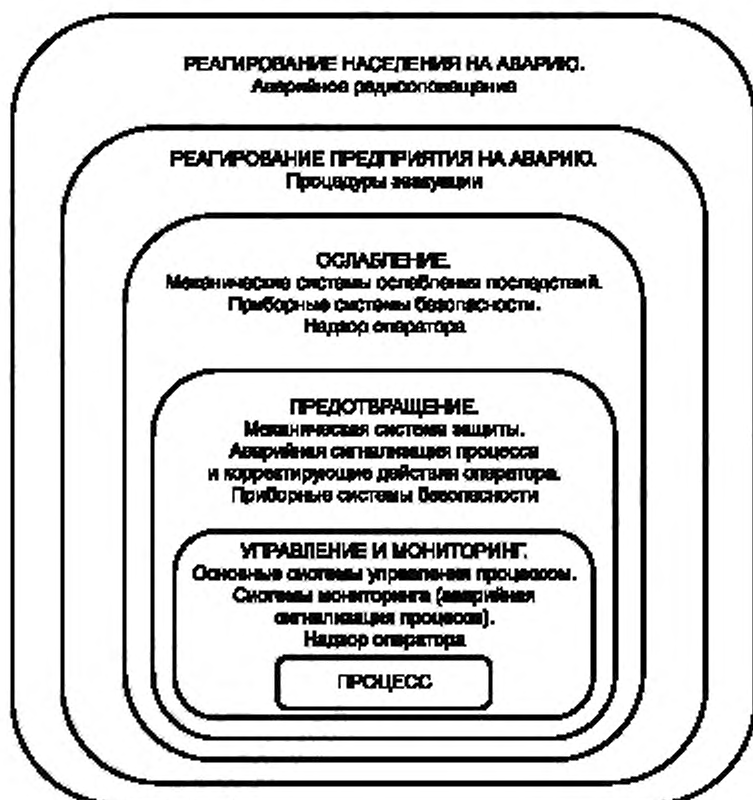 РЕАГИРОВАНИЕ НАСЕЛЕНИЯ НА АВАРИЮ.
Аварийное радиооповещение
РЕАГИРОВАНИЕ ПРЕДПРИЯТИЯ НА АВАРИЮ.
Процедуры эвакуации
ОСЛАБЛЕНИЕ.
Механические системы ослабления последствий.
Приборные системы безопасности.
Надзор оператора
ПРЕДОТВРАЩЕНИЕ.
Механическая система защиты.
Аварийная сигнализация процесса
и корректирующие действия оператора.
Приборные системы безопасности
УПРАВЛЕНИЕ И МОНИТОРИНГ.
Основные системы управления процессом.
Системы мониторинга (аварийная
сигнализация процесса).
Надзор оператора
ПРОЦЕСС